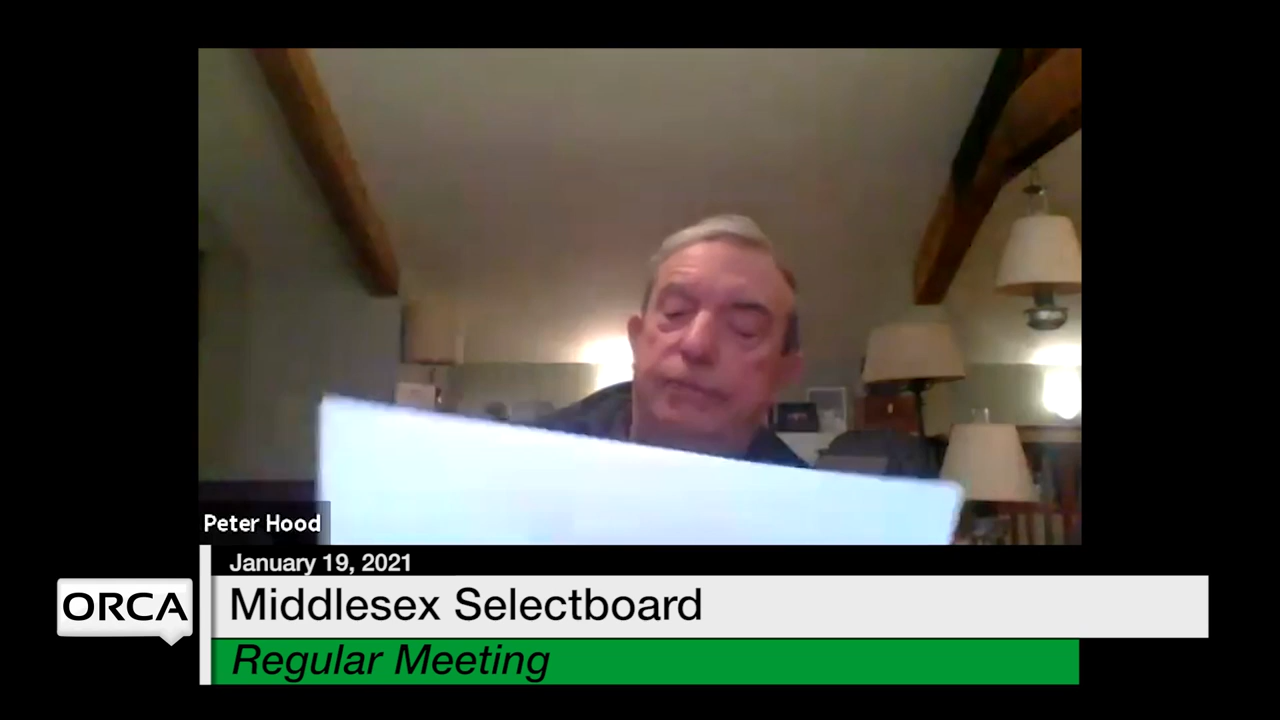 Peter Hood
January 19, 2021
ORCA
Middlesex Selectboard
Regular Meeting